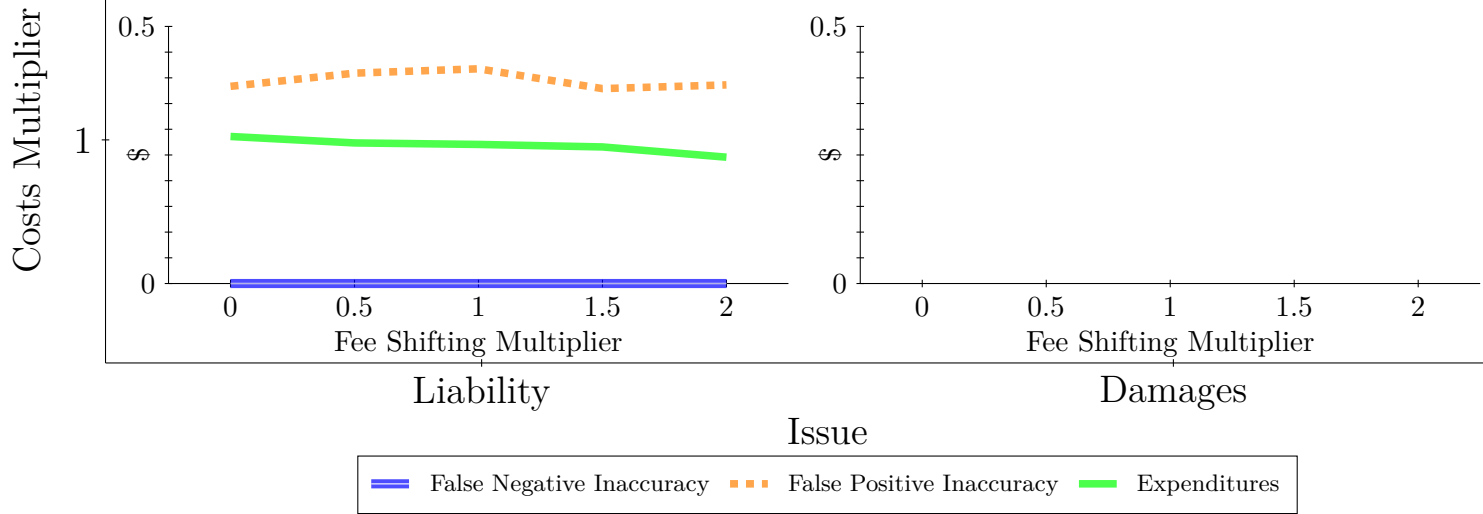 Costs Multiplier
1
$
0.5
0
0 0.5 1 1.5 2
Fee Shifting Multiplier
$
0.5
0
0 0.5 1 1.5 2
Fee Shifting Multiplier
Liability
Damages
Issue
False Negative Inaccuracy False Positive Inaccuracy Expenditures